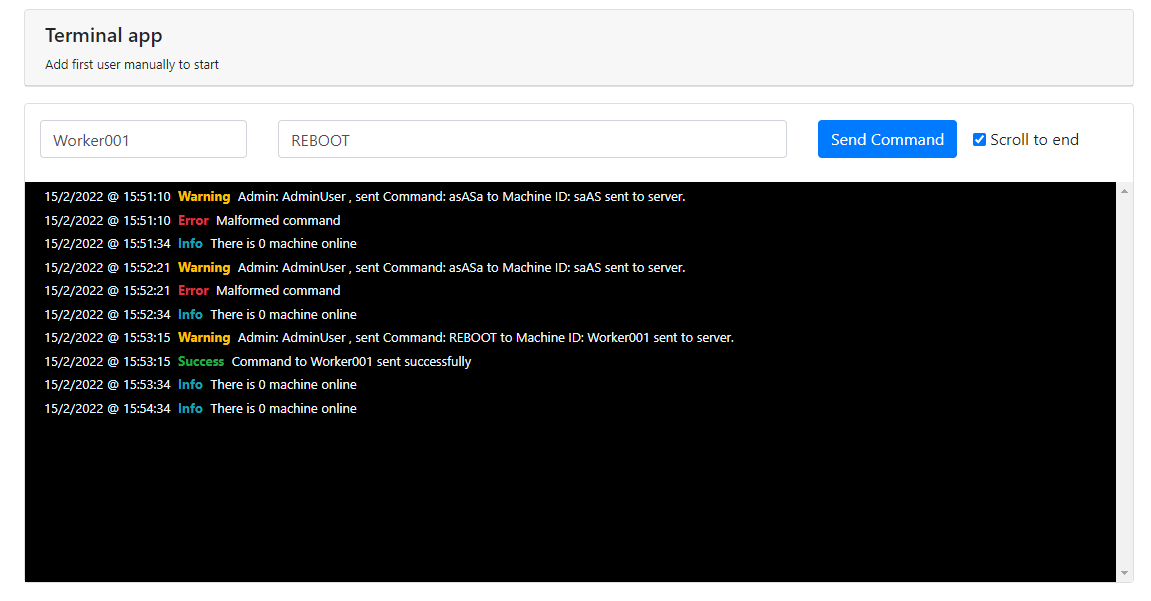 Terminal app
Add first user manually to start
Worker001 REBOOT Send Command Scroll to end
15/2/2022 @ 15:51:10 Warning Admin: AdminUser , sent Command: asASa to Machine ID: saAS sent to server.
15/2/2022 @ 15:51:10 Error Malformed command
15/2/2022 @ 15:51:34 Info There is 0 machine online
15/2/2022 @ 15:52:21 Warning Admin: AdminUser , sent Command: asASa to Machine ID: saAS sent to server.
15/2/2022 @ 15:52:21 Error Malformed command
15/2/2022 @ 15:52:34 Info There is 0 machine online
15/2/2022 @ 15:53:15 Warning Admin: AdminUser , sent Command: REBOOT to Machine ID: Worker001 sent to server.
15/2/2022 @ 15:53:15 Success Command to Worker001 sent successfully
15/2/2022 @ 15:53:34 Info There is 0 machine online
15/2/2022 @ 15:54:34 Info There is 0 machine online